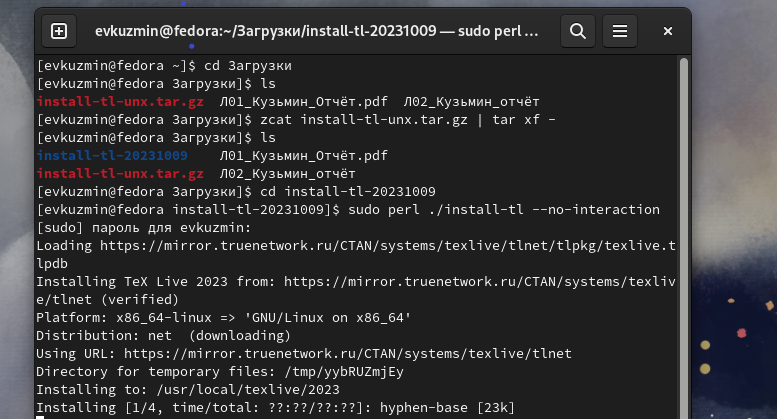 evkuzmin@fedora:~/Загрузки/install-tl-20231009 — sudo perl ...
[evkuzmin@fedora ~]$ cd Загрузки
[evkuzmin@fedora Загрузки]$ ls
install-tl-unx.tar.gz  Л01_Кузьмин_Отчёт.pdf  Л02_Кузьмин_отчёт
[evkuzmin@fedora Загрузки]$ zcat install-tl-unx.tar.gz | tar xf -
[evkuzmin@fedora Загрузки]$ ls
install-tl-20231009    Л01_Кузьмин_Отчёт.pdf
install-tl-unx.tar.gz  Л02_Кузьмин_отчёт
[evkuzmin@fedora Загрузки]$ cd install-tl-20231009
[evkuzmin@fedora install-tl-20231009]$ sudo perl ./install-tl --no-interaction
[sudo] пароль для evkuzmin:
Loading https://mirror.truenetwork.ru/CTAN/systems/texlive/tlnet/tlpkg/texlive.t
lpdb
Installing TeX Live 2023 from: https://mirror.truenetwork.ru/CTAN/systems/texliv
e/tlnet (verified)
Platform: x86_64-linux => 'GNU/Linux on x86_64'
Distribution: net  (downloading)
Using URL: https://mirror.truenetwork.ru/CTAN/systems/texlive/tlnet
Directory for temporary files: /tmp/yybRUZmjEy
Installing to: /usr/local/texlive/2023
Installing [1/4, time/total: ??:??/??:??]: hyphen-base [23k]